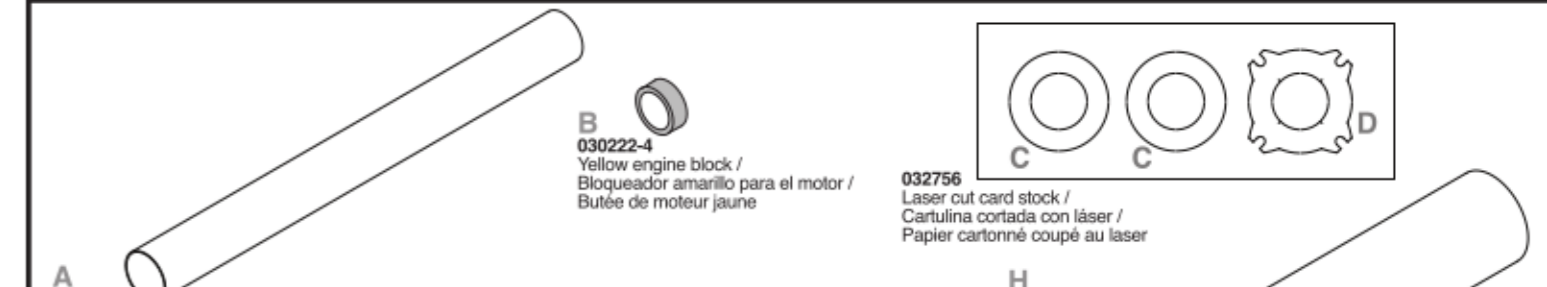 B
030222-4
Yellow engine block /
Bloqueador amarillo para el motor /
Butée de moteur jaune
C
C
D
032756
Laser cut card stock /
Cartulina cortada con láser /
Papier cartonné coupé au laser
A
H